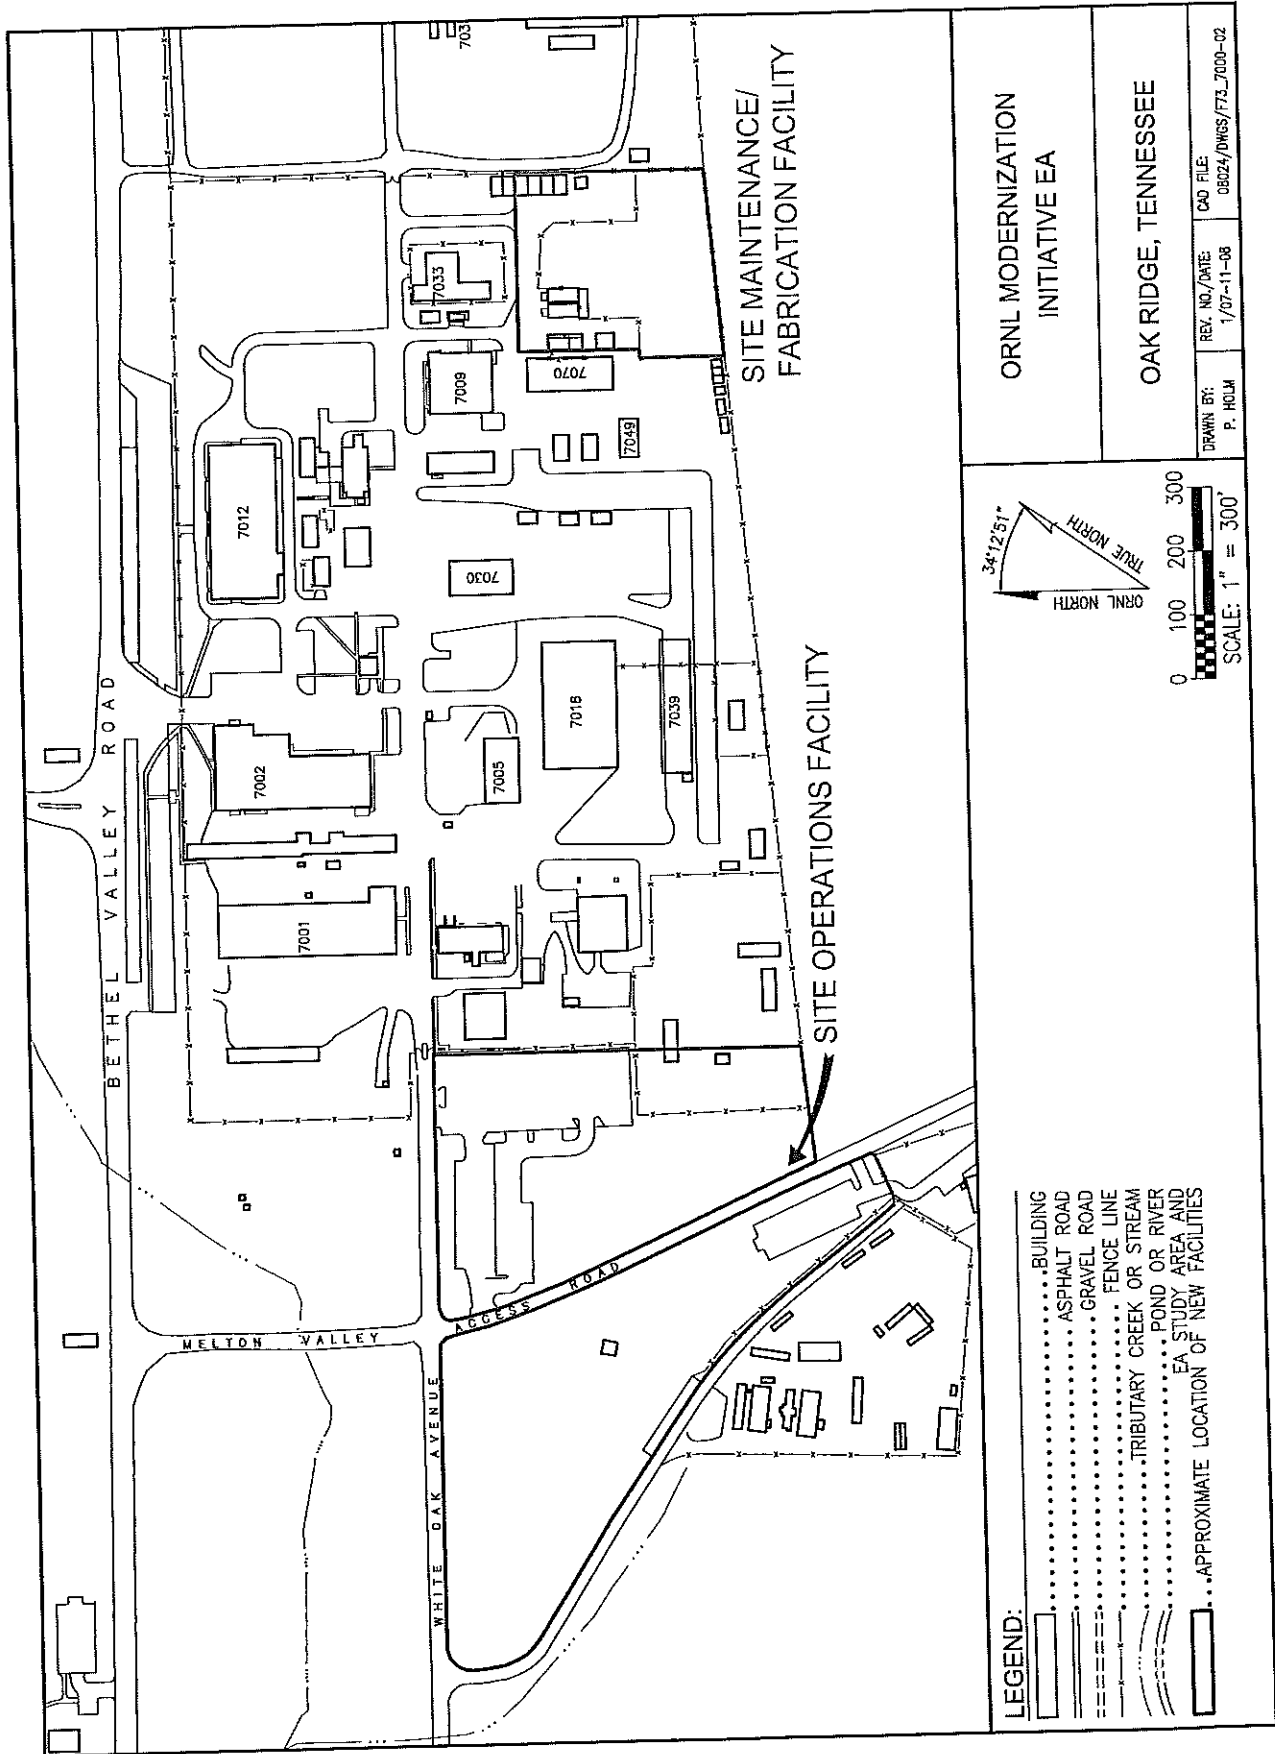 BETHEL VALLEY ROAD
MELTON VALLEY
ACCESS ROAD
WHITE OAK AVENUE
7001
7002
7012
7005
7018
7039
7030
7009
7033
7070
7049
703
SITE MAINTENANCE/
FABRICATION FACILITY
SITE OPERATIONS FACILITY
LEGEND:
BUILDING
ASPHALT ROAD
GRAVEL ROAD
FENCE LINE
TRIBUTARY CREEK OR STREAM
POND OR RIVER
EA STUDY AREA AND
APPROXIMATE LOCATION OF NEW FACILITIES
34°12'51"
ORNL NORTH
TRUE NORTH
0 100 200 300
SCALE: 1" = 300'
ORNL MODERNIZATION
INITIATIVE EA
OAK RIDGE, TENNESSEE
DRAWN BY:
P. HOLM
REV. NO./DATE:
1/07-11-08
CAD FILE:
08024/DWGS/F73_7000-02